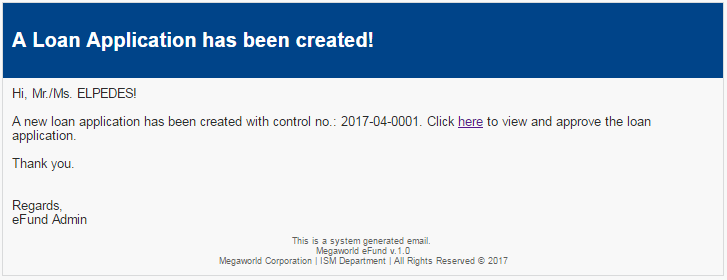 A Loan Application has been created!
Hi, Mr./Ms. ELPEDES!
A new loan application has been created with control no.: 2017-04-0001. Click here to view and approve the loan
application.
Thank you.
Regards,
eFund Admin
This is a system generated email.
Megaworld eFund v.1.0
Megaworld Corporation | ISM Department | All Rights Reserved © 2017